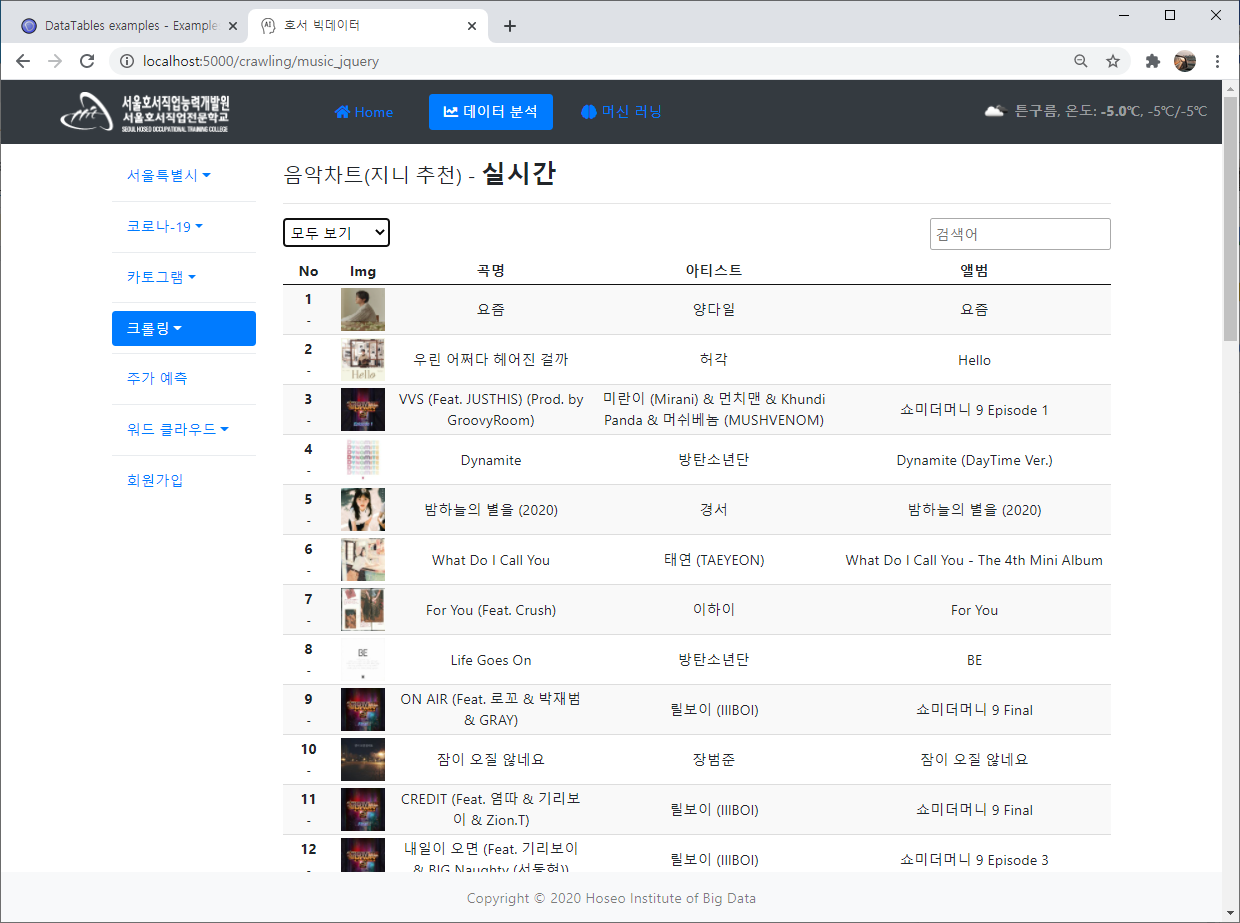 DataTables examples - Example
호서 빅데이터
localhost:5000/crawling/music_jquery
서울호서직업능력개발원
서울호서직업전문학교
SEOUL HOSEO OCCUPATIONAL TRAINING COLLEGE
Home
데이터 분석
머신 러닝
튼구름, 온도: -5.0℃, -5℃/-5℃
서울특별시
코로나-19
카토그램
크롤링
주가 예측
워드 클라우드
회원가입
음악차트(지니 추천) - 실시간
모두 보기
검색어
No Img 곡명 아티스트 앨범
1 요즘 양다일 요즘
-
2 우린 어쩌다 헤어진 걸까 허각 Hello
-
Hello
3 VVS (Feat. JUSTHIS) (Prod. by 미란이 (Mirani) & 먼치맨 & Khundi 쇼미더머니 9 Episode 1
- GroovyRoom) Panda & 머쉬베놈 (MUSHVENOM)
4 Dynamite 방탄소년단 Dynamite (DayTime Ver.)
-
5 밤하늘의 별을 (2020) 경서 밤하늘의 별을 (2020)
-
6 What Do I Call You 태연 (TAEYEON) What Do I Call You - The 4th Mini Album
-
7 For You (Feat. Crush) 이하이 For You
-
8 BE Life Goes On 방탄소년단 BE
-
9 ON AIR (Feat. 로꼬 & 박재범 릴보이 (lIlBOI) 쇼미더머니 9 Final
- & GRAY)
10 잠이 오질 않네요 장범준 잠이 오질 않네요
-
11 CREDIT (Feat. 염따 & 기리보 릴보이 (lIlBOI) 쇼미더머니 9 Final
- 이 & Zion.T)
12 내일이 오면 (Feat. 기리보이 릴보이 (lIlBOI) 쇼미더머니 9 Episode 3
- & BIG Naughty (서동현))
Copyright © 2020 Hoseo Institute of Big Data